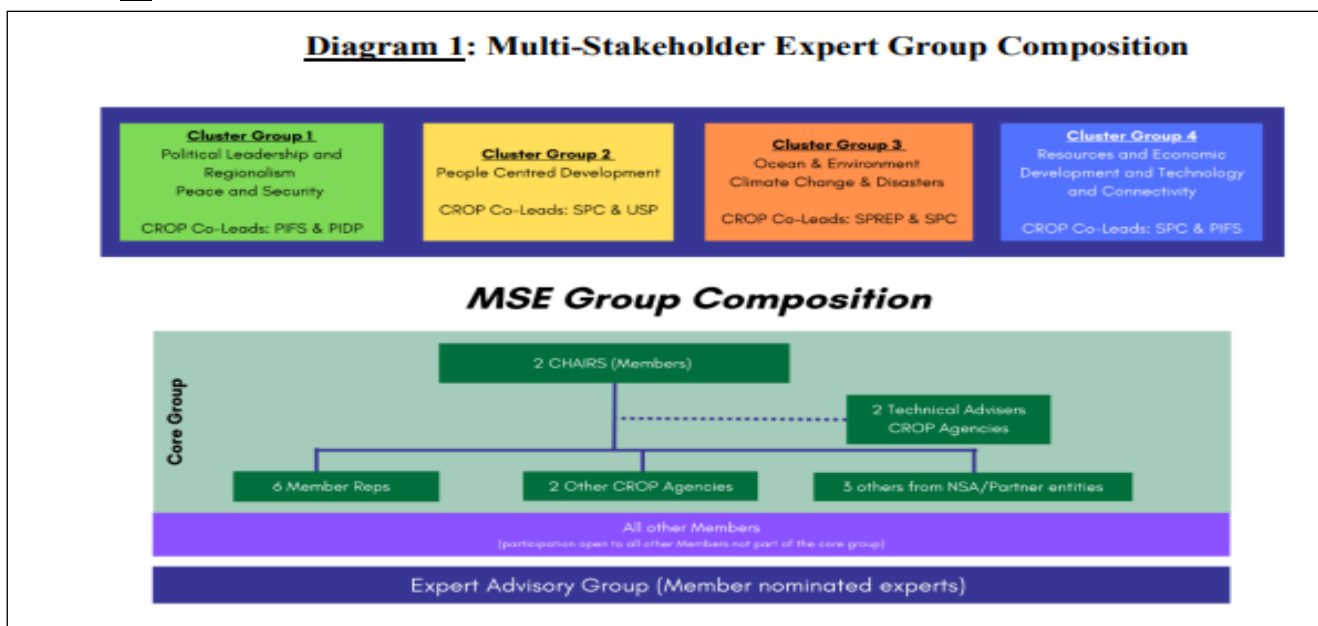 Diagram 1: Multi-Stakeholder Expert Group Composition
Cluster Group 1
Political Leadership and
Regionalism
Peace and Security
CROP Co-Leads: PIFS & PIDP
Cluster Group 2
People Centred Development
CROP Co-Leads: SPC & USP
Cluster Group 3
Ocean & Environment
Climate Change & Disasters
CROP Co-Leads: SPREP & SPC
Cluster Group 4
Resources and Economic
Development and Technology
and Connectivity
CROP Co-Leads: SPC & PIFS
MSE Group Composition
Core Group
2 CHAIRS (Members)
2 Technical Advisers
CROP Agencies
6 Member Reps
2 Other CROP Agencies
3 others from NSA/Partner entities
All other Members
(participation open to all other Members not part of the core group)
Expert Advisory Group (Member nominated experts)